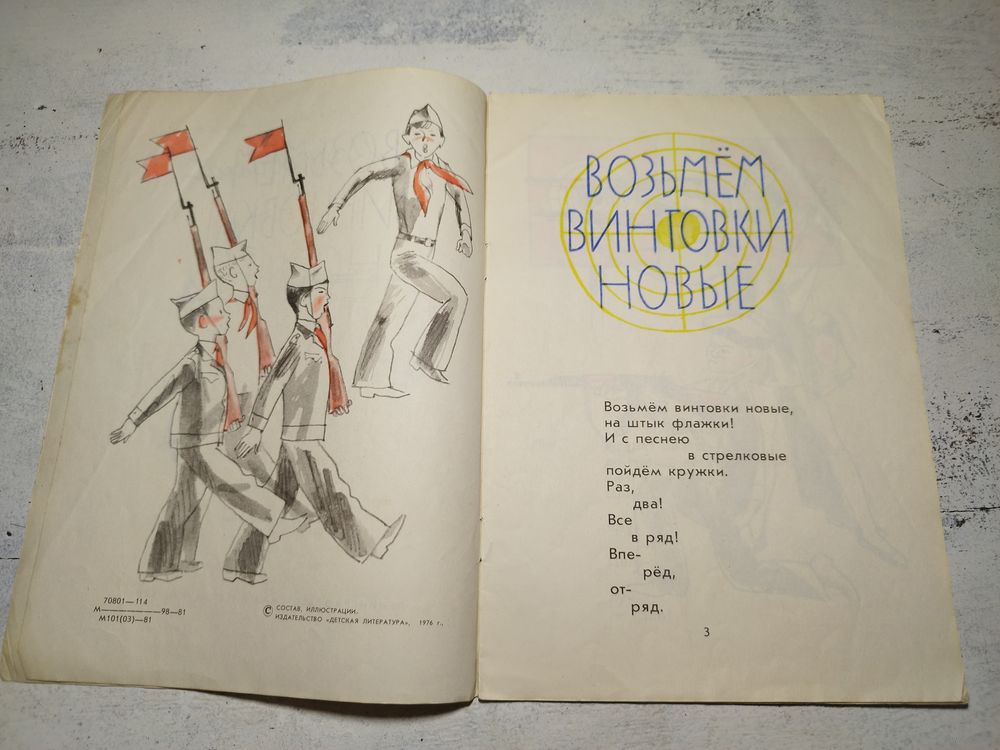 70801—114
М————98—81
М101(03)—81
© СОСТАВ, ИЛЛЮСТРАЦИИ.
ИЗДАТЕЛЬСТВО «ДЕТСКАЯ ЛИТЕРАТУРА», 1976 г.,
ВОЗЬМЁМ
ВИНТОВКИ
НОВЫЕ
Возьмём винтовки новые,
на штык флажки!
И с песнею
в стрелковые
пойдём кружки.
Раз,
два!
Все
в ряд!
Впе-
рёд,
от-
ряд.
3